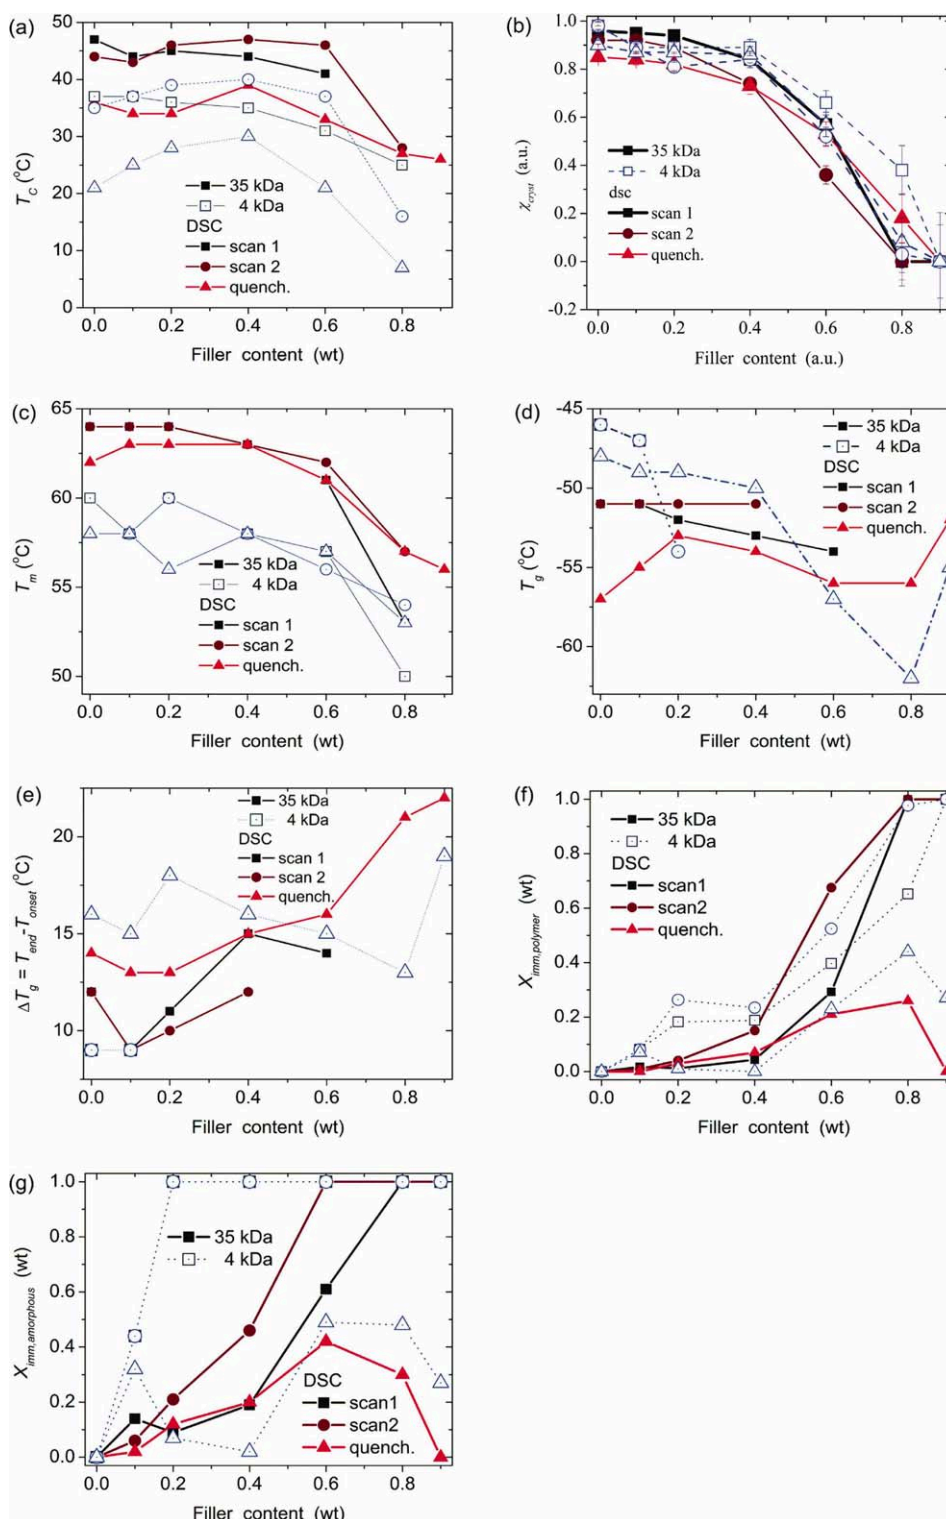 (a)
50
40
30
20
10
0
T_C (°C)
35 kDa
4 kDa
DSC
scan 1
scan 2
quench.
0.0 0.2 0.4 0.6 0.8
Filler content (wt)
(b)
1.0
0.8
0.6
0.4
0.2
0.0
-0.2
χ_cryst (a.u.)
35 kDa
4 kDa
dsc
scan 1
scan 2
quench.
0.0 0.2 0.4 0.6 0.8
Filler content (a.u.)
(c)
65
60
55
50
T_m (°C)
35 kDa
4 kDa
DSC
scan 1
scan 2
quench.
0.0 0.2 0.4 0.6 0.8
Filler content (wt)
(d)
-45
-50
-55
-60
T_g (°C)
35 kDa
4 kDa
DSC
scan 1
scan 2
quench.
0.0 0.2 0.4 0.6 0.8
Filler content (wt)
(e)
20
15
10
ΔT_g = T_end-T_onset (°C)
35 kDa
4 kDa
DSC
scan 1
scan 2
quench.
0.0 0.2 0.4 0.6 0.8
Filler content (wt)
(f)
1.0
0.8
0.6
0.4
0.2
0.0
X_imm,polymer (wt)
35 kDa
4 kDa
DSC
scan1
scan2
quench.
0.0 0.2 0.4 0.6 0.8
Filler content (wt)
(g)
1.0
0.8
0.6
0.4
0.2
0.0
X_imm,amorphous (wt)
35 kDa
4 kDa
DSC
scan1
scan2
quench.
0.0 0.2 0.4 0.6 0.8
Filler content (wt)